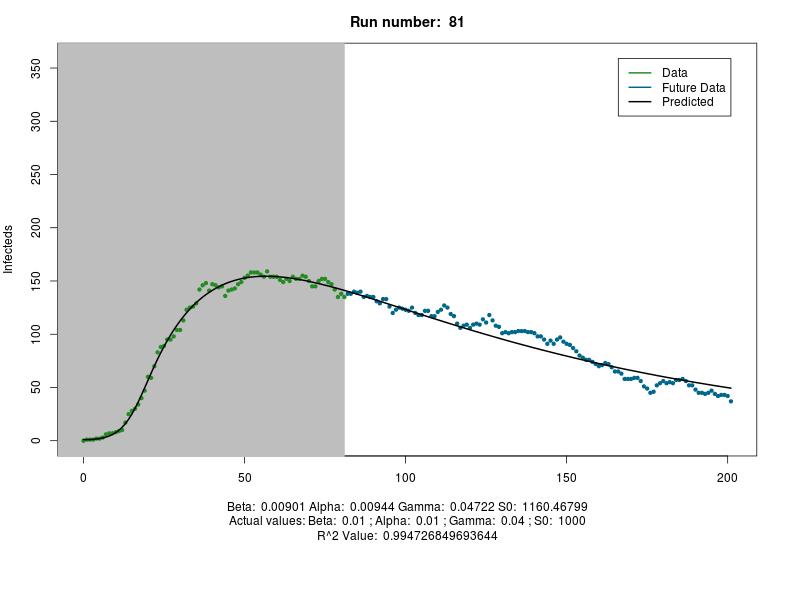 Run number: 81
Data
Future Data
Predicted
350
300
250
200
150
100
50
0
Infecteds
0 50 100 150 200
Beta: 0.00901 Alpha: 0.00944 Gamma: 0.04722 S0: 1160.46799
Actual values: Beta: 0.01 ; Alpha: 0.01 ; Gamma: 0.04 ; S0: 1000
R^2 Value: 0.994726849693644